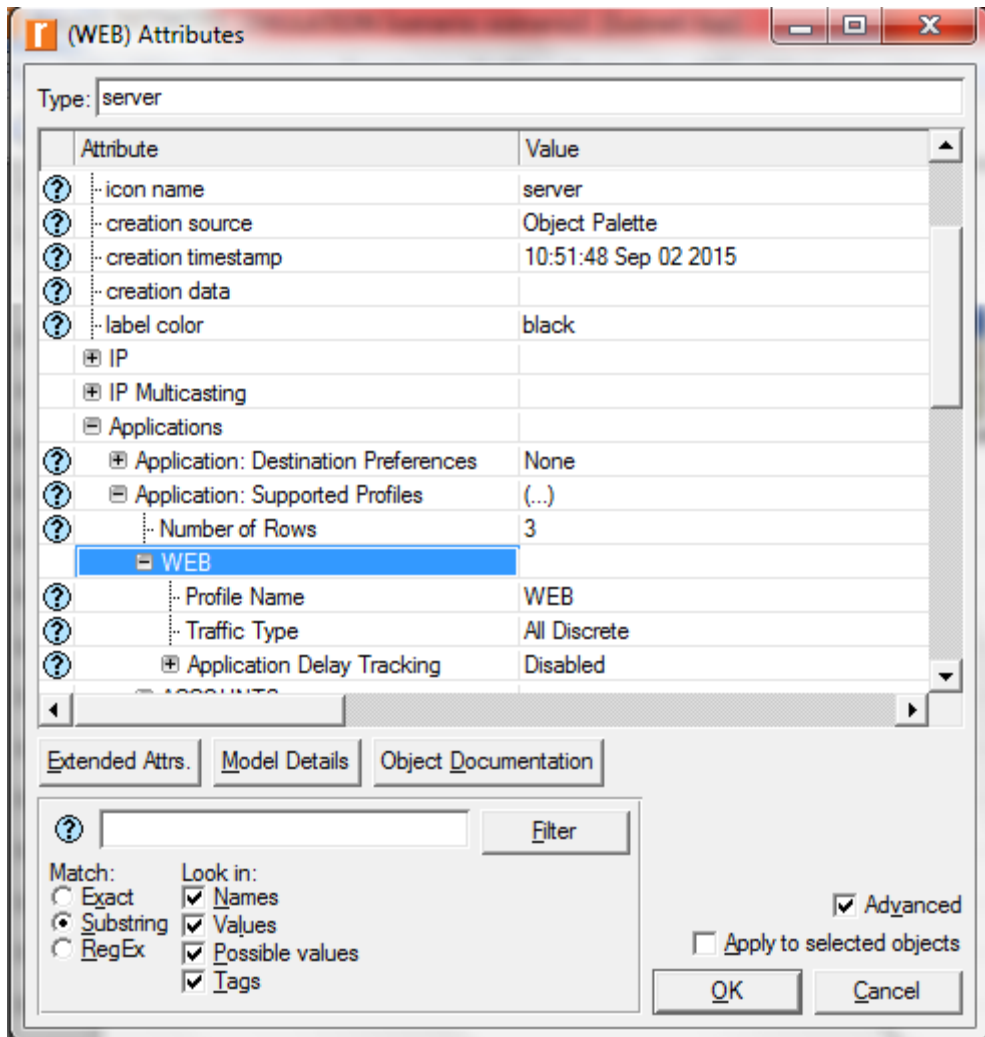 (WEB) Attributes
Type: server
Attribute Value
icon name server
creation source Object Palette
creation timestamp 10:51:48 Sep 02 2015
creation data
label color black
IP
IP Multicasting
Applications
Application: Destination Preferences None
Application: Supported Profiles (...)
Number of Rows 3
WEB
Profile Name WEB
Traffic Type All Discrete
Application Delay Tracking Disabled
Extended Attrs. Model Details Object Documentation
Filter
Match: Look in:
Exact Names
Substring Values
RegEx Possible values
Tags
Advanced
Apply to selected objects
OK Cancel